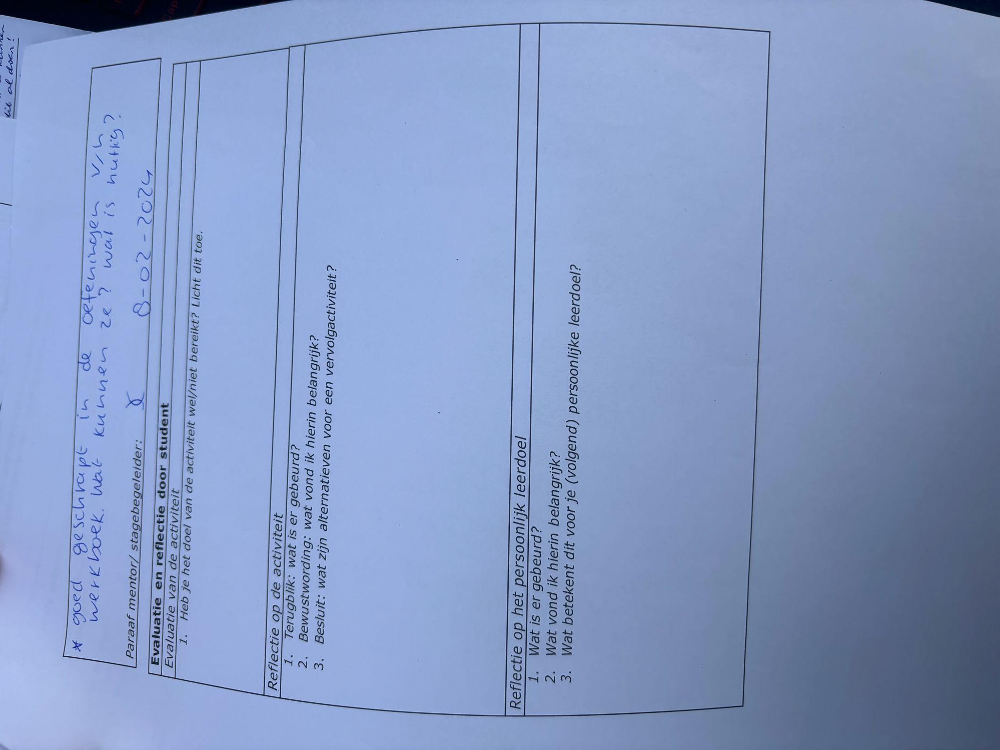 * goed geschrapt in de oefeningen v/h
werkboek. Wat kunnen ze? wat is nuttig?
Paraaf mentor/ stagebegeleider: 8-02-2024
Evaluatie en reflectie door student
Evaluatie van de activiteit
1. Heb je het doel van de activiteit wel/niet bereikt? Licht dit toe.
Reflectie op de activiteit
1. Terugblik: wat is er gebeurd?
2. Bewustwording: wat vond ik hierin belangrijk?
3. Besluit: wat zijn alternatieven voor een vervolgactiviteit?
Reflectie op het persoonlijk leerdoel
1. Wat is er gebeurd?
2. Wat vond ik hierin belangrijk?
3. Wat betekent dit voor je (volgend) persoonlijke leerdoel?
al doen!